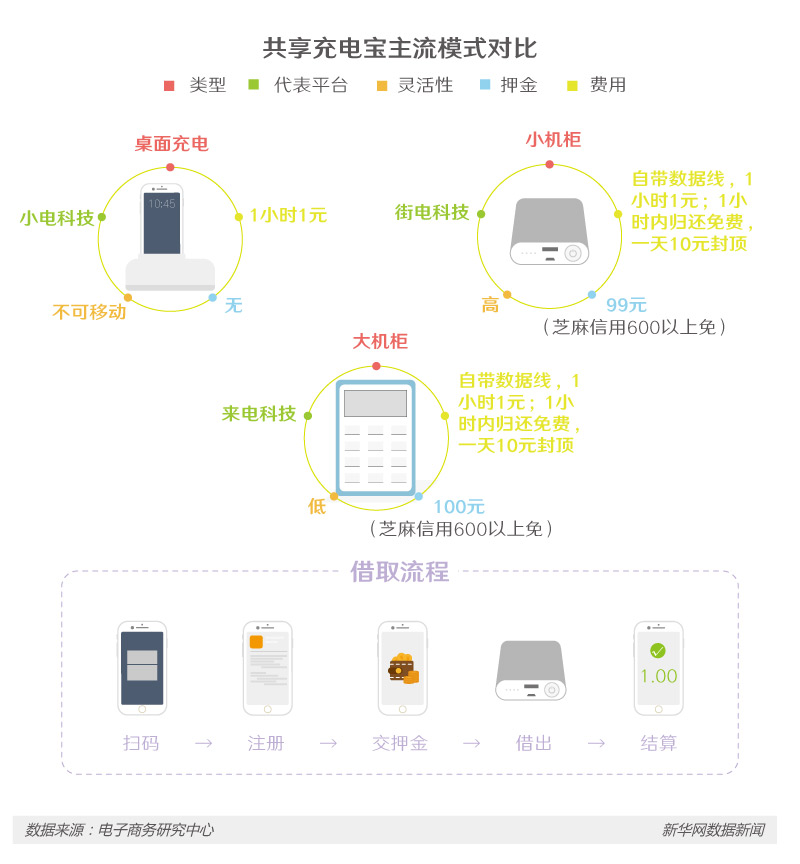 共享充电宝主流模式对比
类型 代表平台 灵活性 押金 费用
桌面充电
10:45
小电科技
1小时1元
不可移动
无
小机柜
街电科技
自带数据线，1
小时1元；1小
时内归还免费，
一天10元封顶
高
99元
（芝麻信用600以上免）
大机柜
来电科技
自带数据线，1
小时1元；1小
时内归还免费，
一天10元封顶
低
100元
（芝麻信用600以上免）
借取流程
1.00
扫码 → 注册 → 交押金 → 借出 → 结算
数据来源：电子商务研究中心
新华网数据新闻